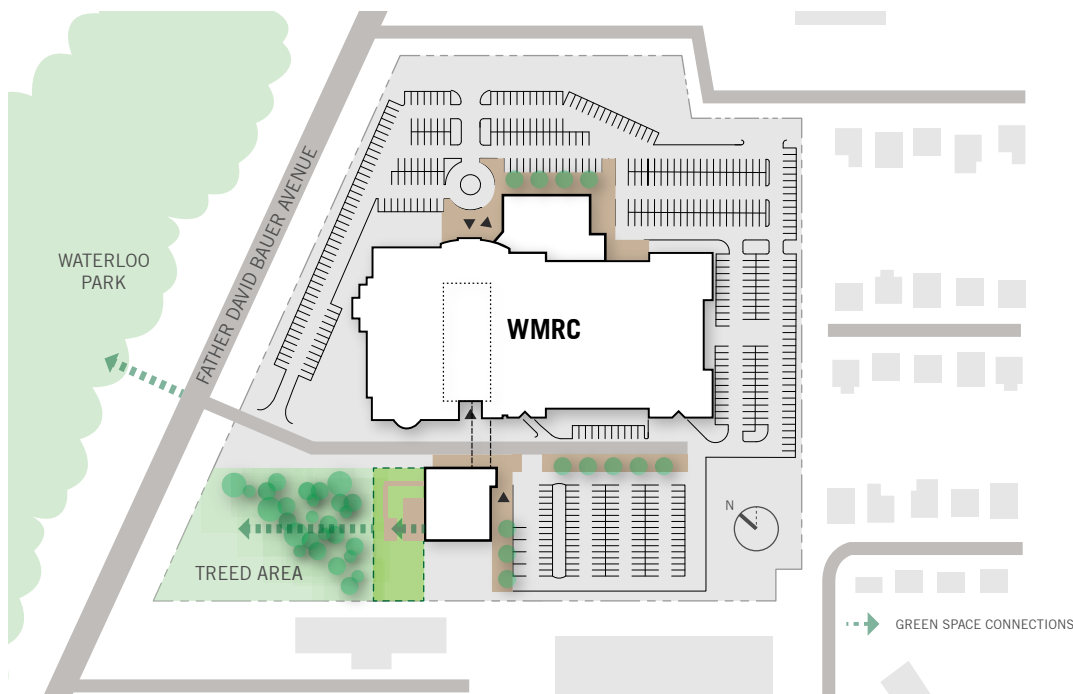 FATHER DAVID BAUER AVENUE
WATERLOO
PARK
WMRC
N
TREED AREA
GREEN SPACE CONNECTIONS